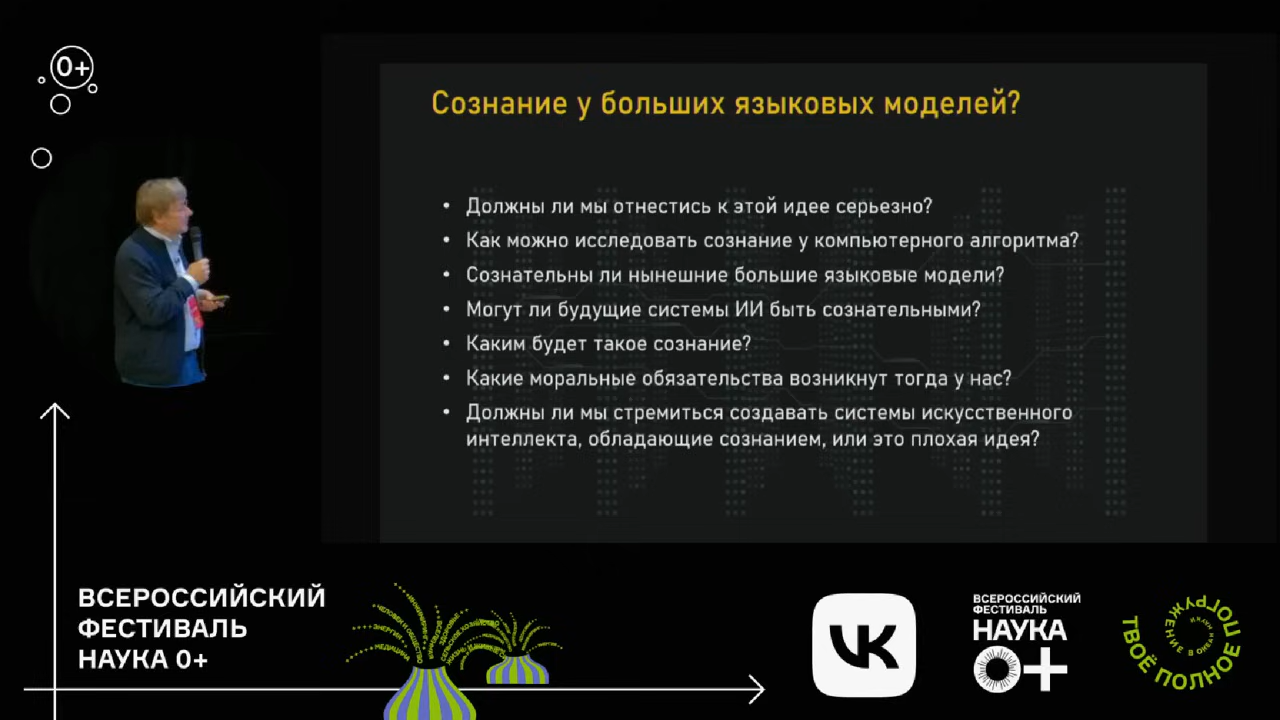 0+
Сознание у больших языковых моделей?
• Должны ли мы отнестись к этой идее серьезно?
• Как можно исследовать сознание у компьютерного алгоритма?
• Сознательны ли нынешние большие языковые модели?
• Могут ли будущие системы ИИ быть сознательными?
• Каким будет такое сознание?
• Какие моральные обязательства возникнут тогда у нас?
• Должны ли мы стремиться создавать системы искусственного
интеллекта, обладающие сознанием, или это плохая идея?
ВСЕРОССИЙСКИЙ
ФЕСТИВАЛЬ
НАУКА 0+
VK
ВСЕРОССИЙСКИЙ
ФЕСТИВАЛЬ
НАУКА
0+
ТВОЁ ПОЛНОЕ ПОГРУЖЕНИЕ В ОКЕАН